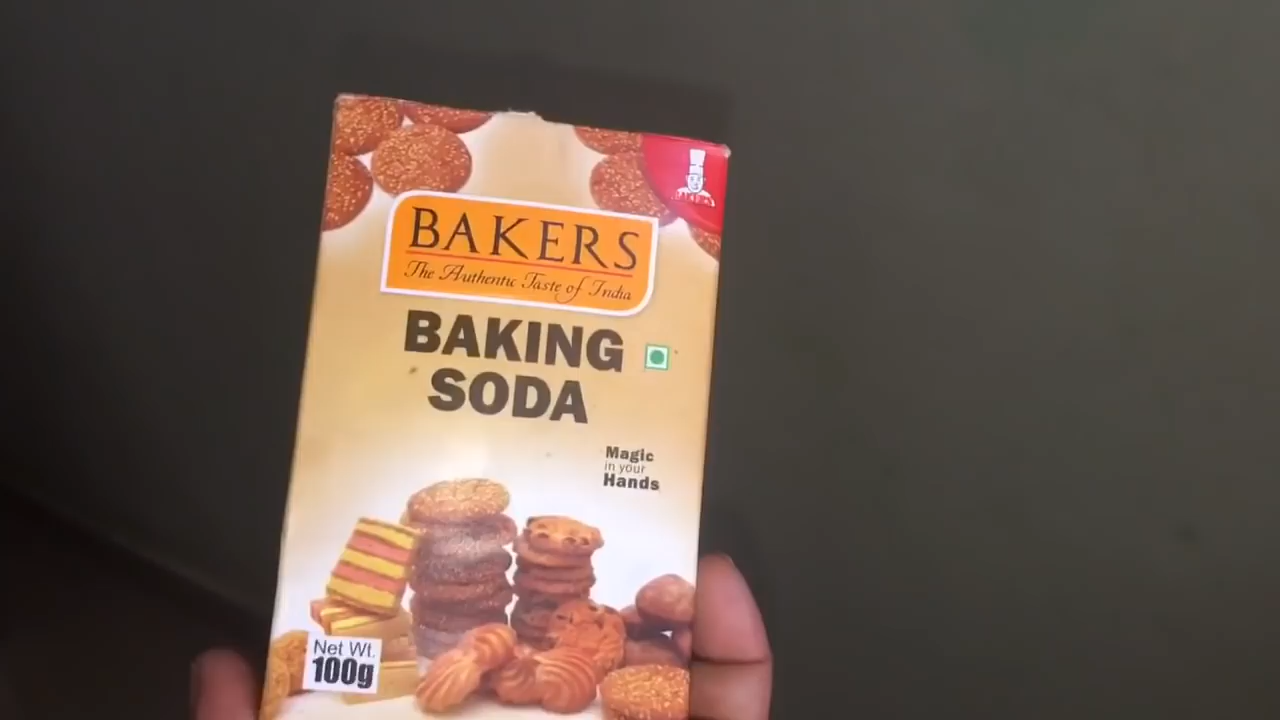 BAKERS
The Authentic Taste of India
BAKING
SODA
Magic
in your
Hands
Net Wt.
100g